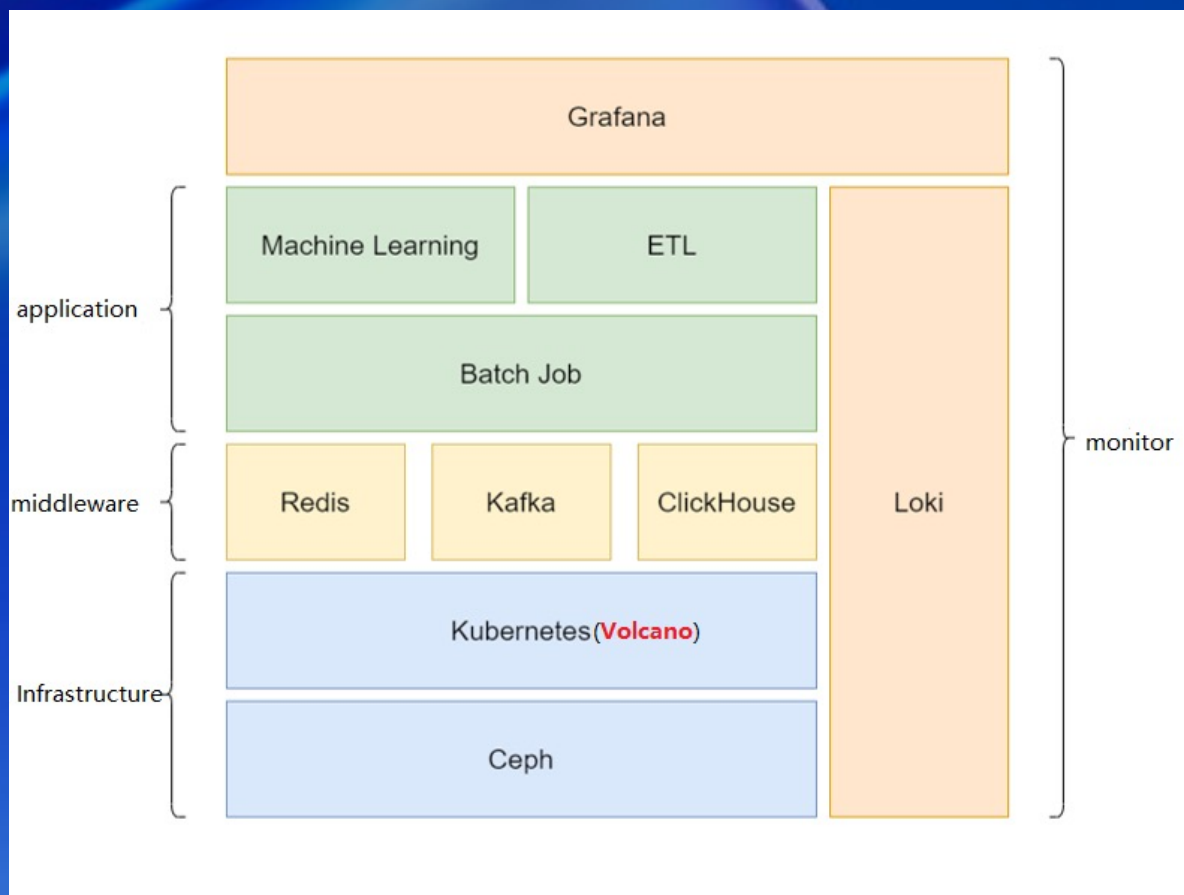 Grafana
Machine Learning
ETL
application
Batch Job
monitor
middleware
Redis
Kafka
ClickHouse
Loki
Kubernetes(Volcano)
Infrastructure
Ceph